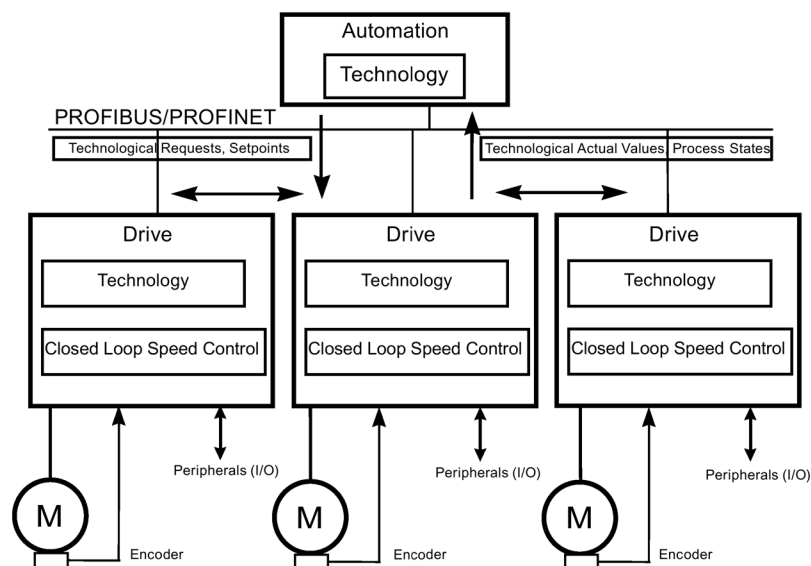 Automation
Technology
PROFIBUS/PROFINET
Technological Requests, Setpoints
Technological Actual Values, Process States
Drive
Technology
Closed Loop Speed Control
Drive
Technology
Closed Loop Speed Control
Drive
Technology
Closed Loop Speed Control
Peripherals (I/O)
Peripherals (I/O)
Peripherals (I/O)
M
M
M
Encoder
Encoder
Encoder